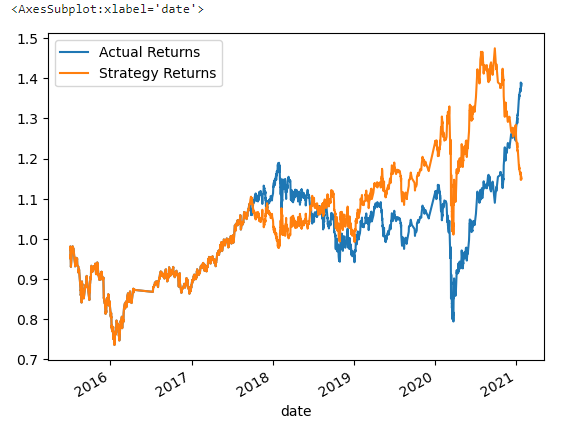 <AxesSubplot:xlabel='date'>
1.5
Actual Returns
Strategy Returns
1.4
1.3
1.2
1.1
1.0
0.9
0.8
0.7
2016 2017 2018 2019 2020 2021
date